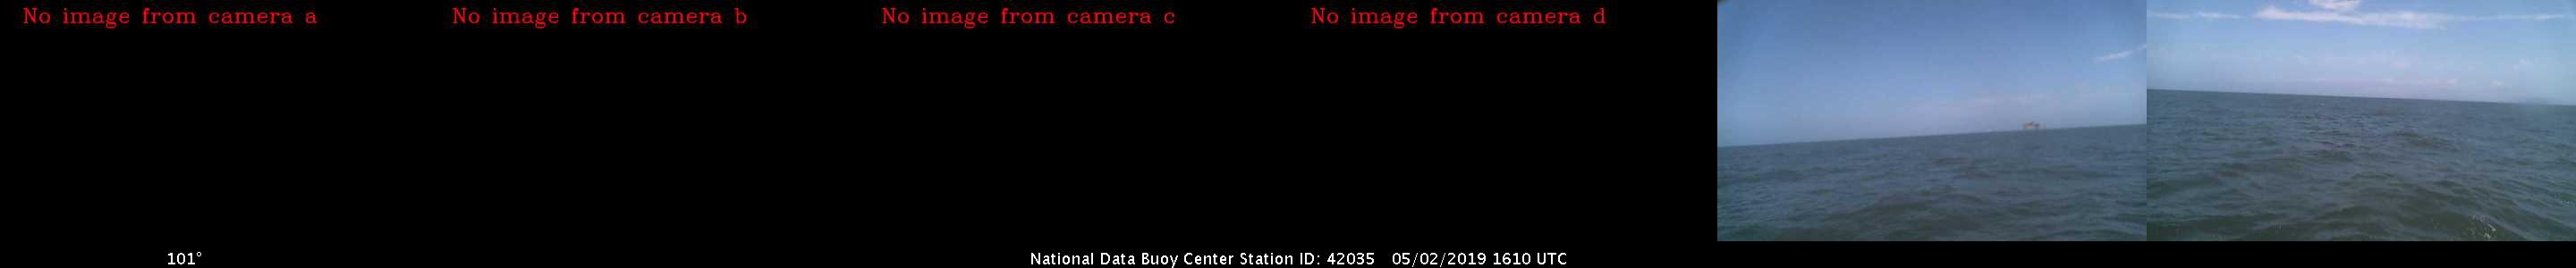 No image from camera a
No image from camera b
No image from camera c
No image from camera d
101°
National Data Buoy Center Station ID: 42035 05/02/2019 1610 UTC